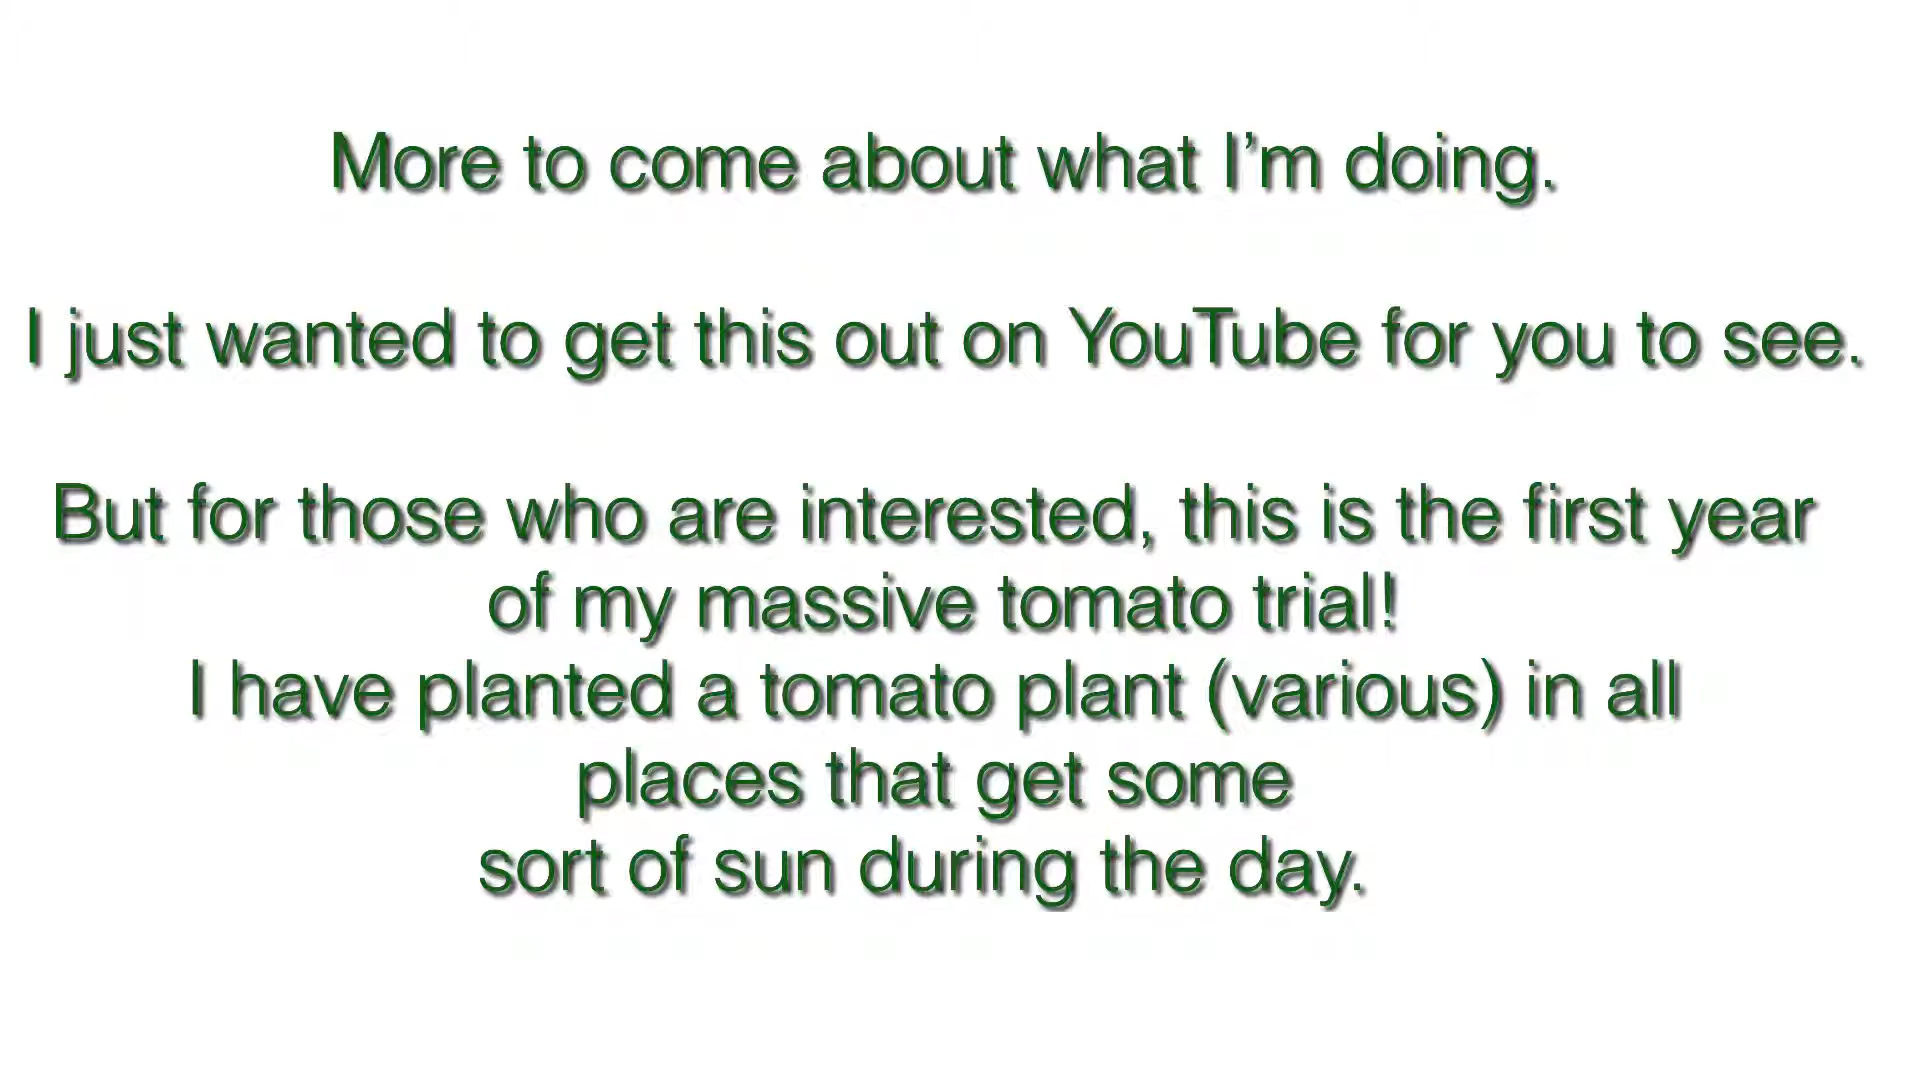 More to come about what I’m doing.
I just wanted to get this out on YouTube for you to see.
But for those who are interested, this is the first year
of my massive tomato trial!
I have planted a tomato plant (various) in all
places that get some
sort of sun during the day.